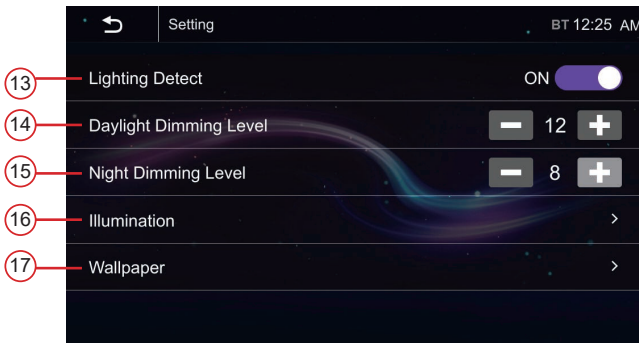 Setting BT 12:25 AM
13 Lighting Detect ON
14 Daylight Dimming Level 12
15 Night Dimming Level 8
16 Illumination >
17 Wallpaper >